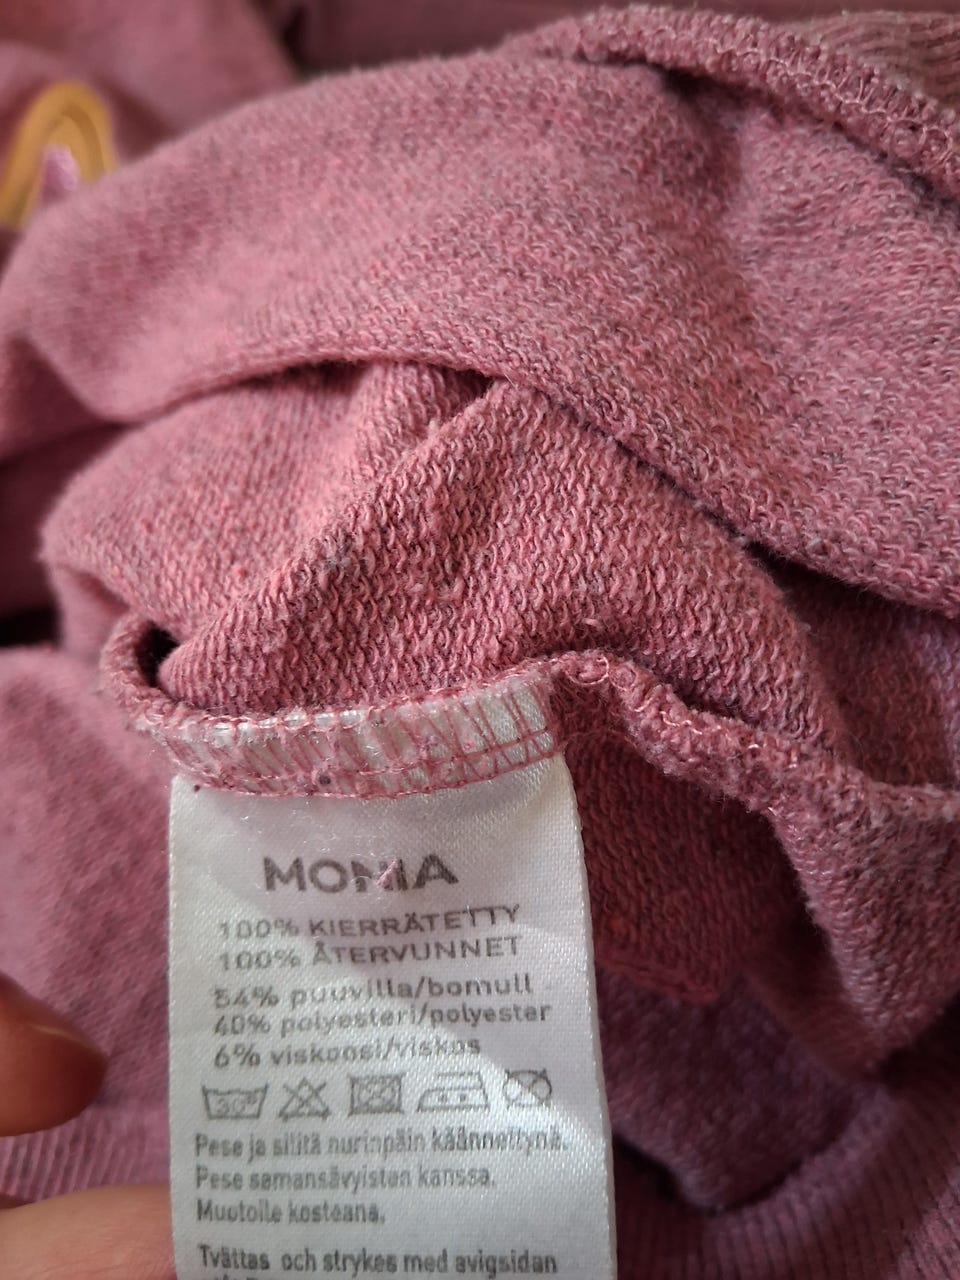 MONIA
100% KIERRÄTETTY
100% ÅTERVUNNET
54% puuvilla/bomull
40% polyesteri/polyester
6% viskoosi/viskos
30°
Pese ja silitä nurinpäin käännettynä.
Pese samansävyisten kanssa.
Muotoile kosteana.
Tvättas och strykes med avigsidan